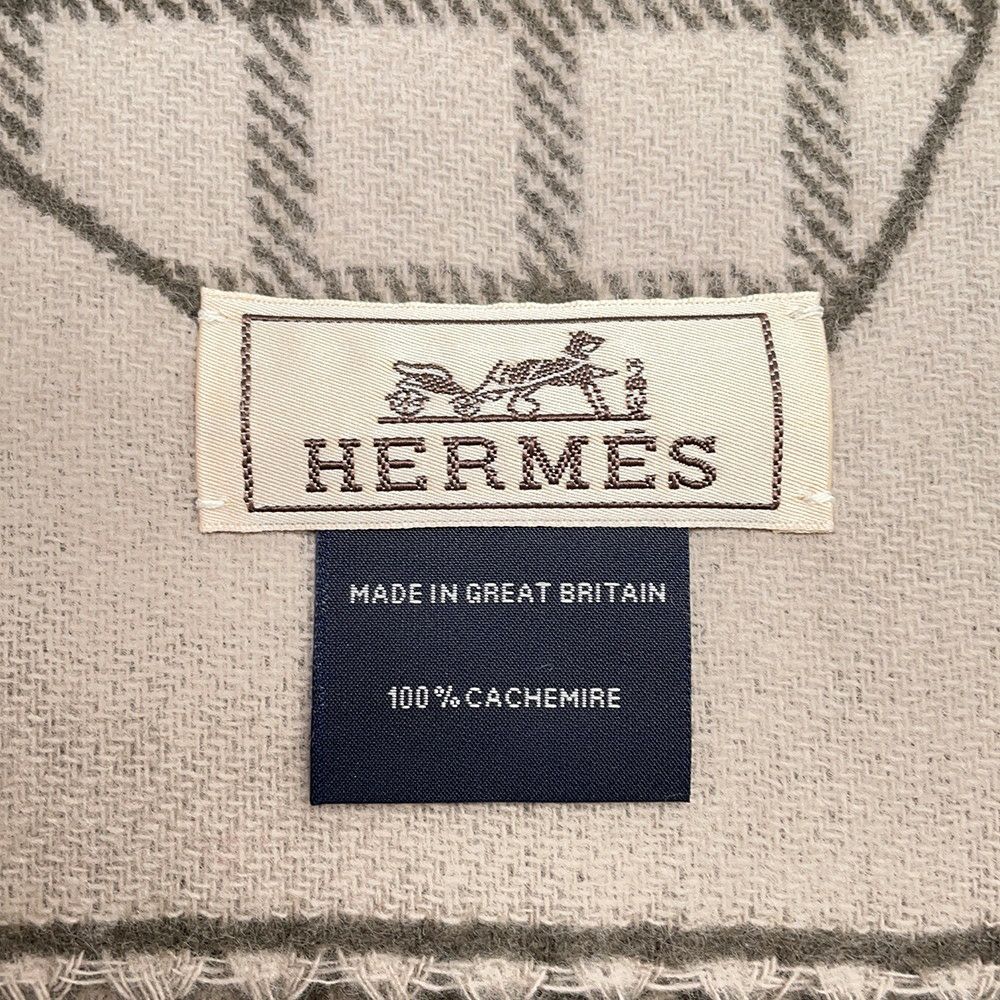 HERMÈS
MADE IN GREAT BRITAIN
100% CACHEMIRE